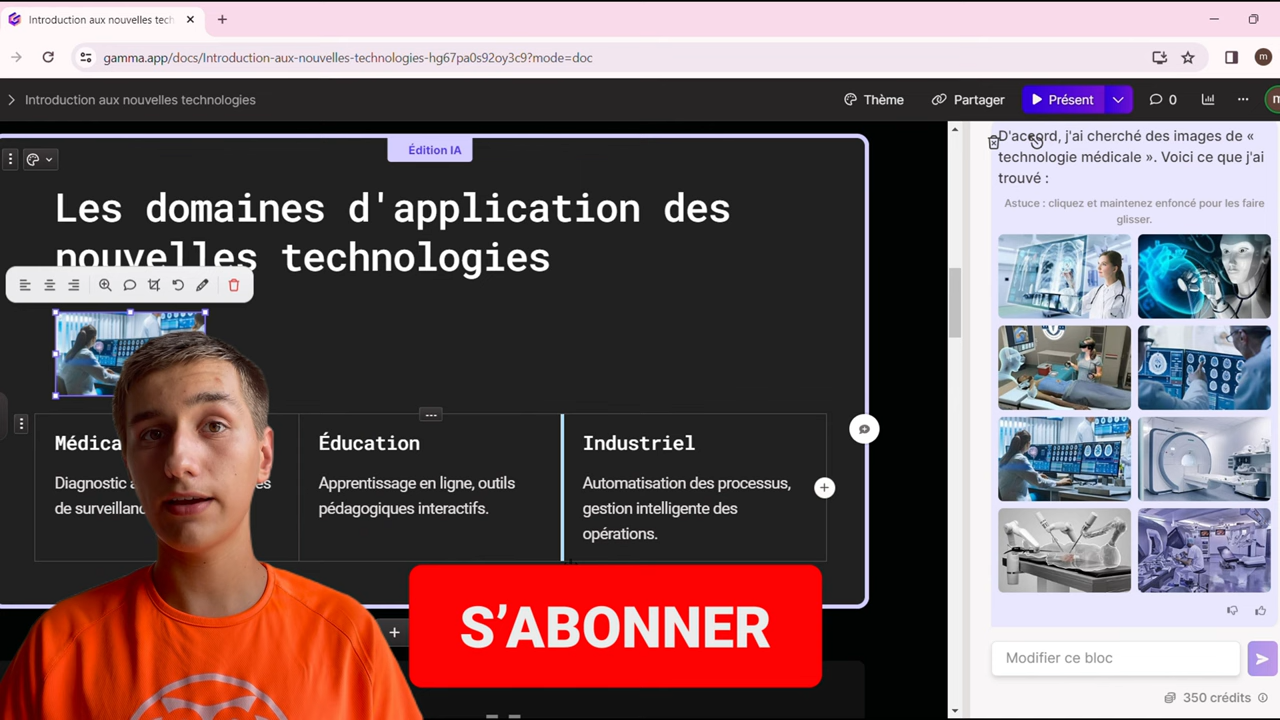 Introduction aux nouvelles tech
gamma.app/docs/Introduction-aux-nouvelles-technologies-hg67pa0s92oy3c9?mode=doc
m
Introduction aux nouvelles technologies
Thème
Partager
Présent
0
m
Édition IA
Les domaines d'application des
nouvelles technologies
Médica
Diagnostic a
es
de surveillanc
Éducation
Apprentissage en ligne, outils
pédagogiques interactifs.
Industriel
Automatisation des processus,
gestion intelligente des
opérations.
S’ABONNER
D'accord, j'ai cherché des images de «
technologie médicale ». Voici ce que j'ai
trouvé :
Astuce : cliquez et maintenez enfoncé pour les faire
glisser.
Modifier ce bloc
350 crédits